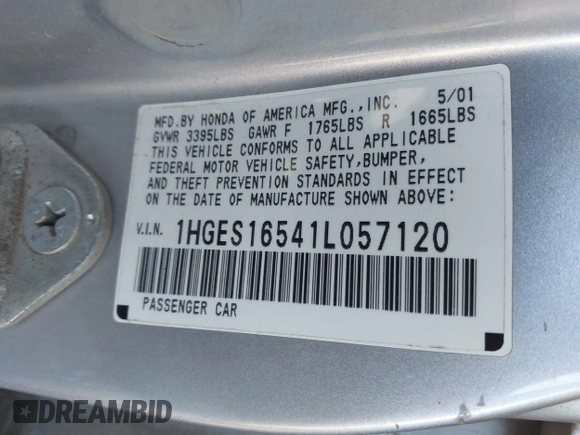 MFD.BY HONDA OF AMERICA MFG.,INC. 5/01
GVWR 3395LBS GAWR F 1765LBS R 1665LBS
THIS VEHICLE CONFORMS TO ALL APPLICABLE
FEDERAL MOTOR VEHICLE SAFETY,BUMPER,
AND THEFT PREVENTION STANDARDS IN EFFECT
ON THE DATE OF MANUFACTURE SHOWN ABOVE:
V.I.N. 1HGES16541L057120
PASSENGER CAR
DREAMBID